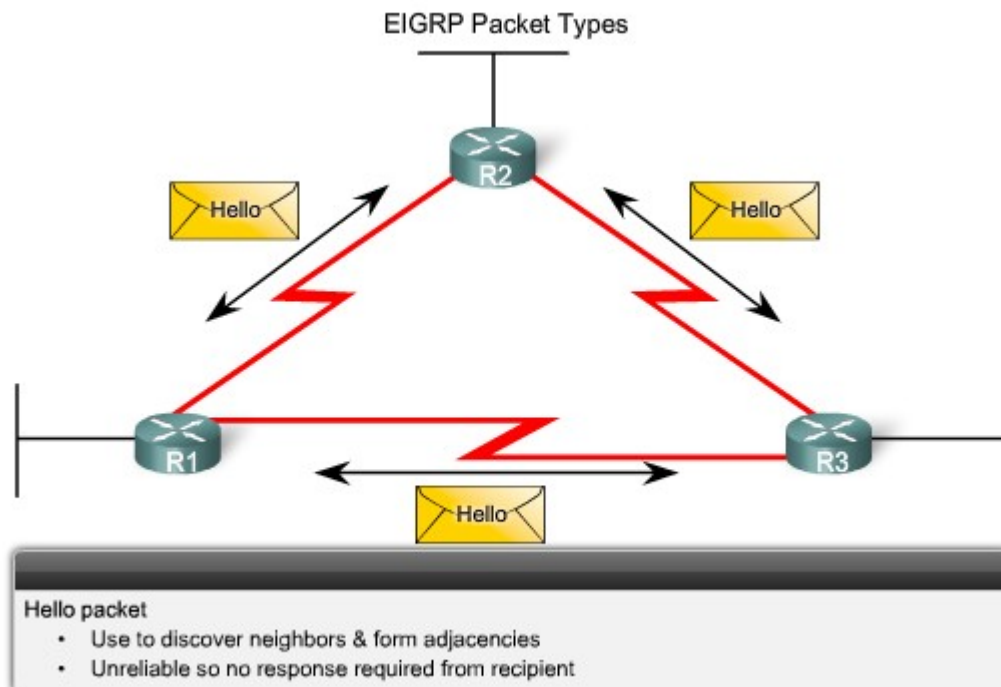 EIGRP Packet Types
R2
Hello
Hello
R1
R3
Hello
Hello packet
• Use to discover neighbors & form adjacencies
• Unreliable so no response required from recipient